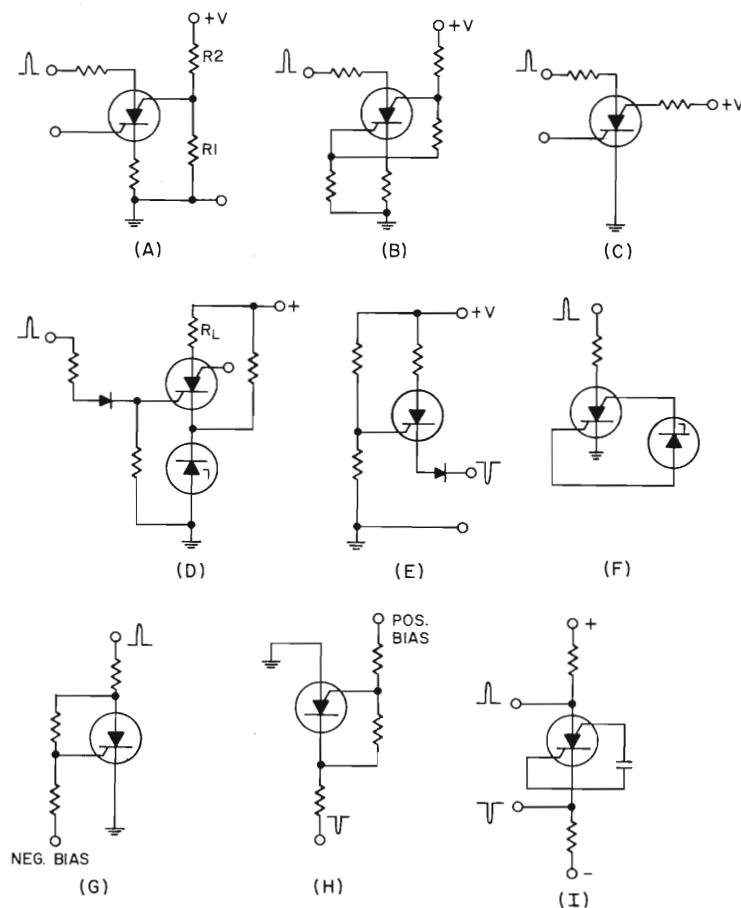 +V
R2
R1
(A)
+V
(B)
+V
(C)
+
RL
(D)
+V
(E)
(F)
NEG. BIAS
(G)
POS.
BIAS
(H)
+
-
(I)